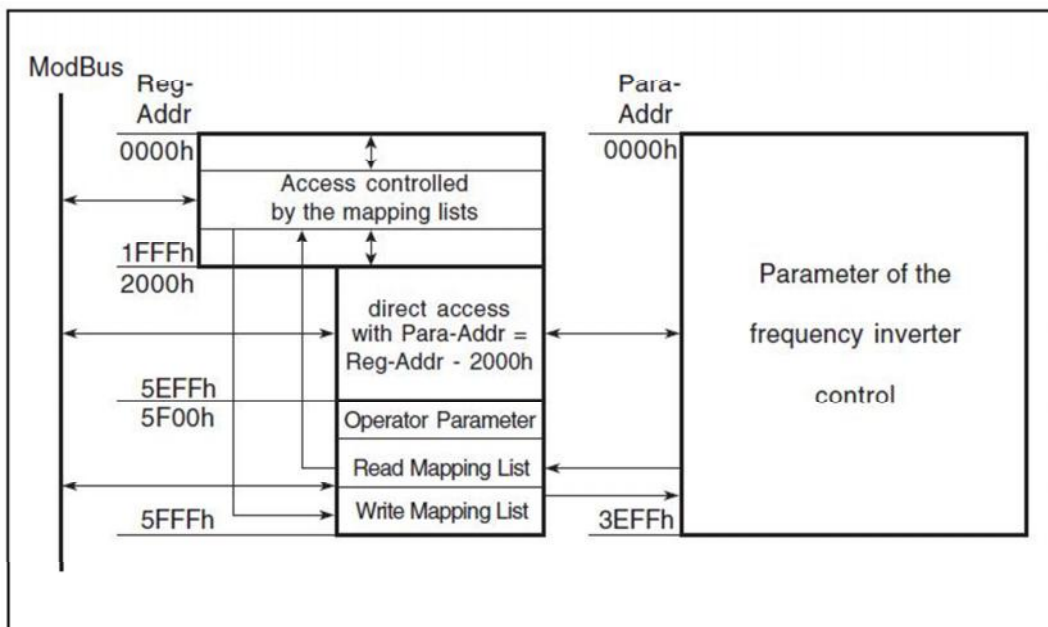 ModBus
Reg-
Addr
0000h
Access controlled
by the mapping lists
1FFFh
2000h
direct access
with Para-Addr =
Reg-Addr - 2000h
5EFFh
5F00h
Operator Parameter
Read Mapping List
Write Mapping List
5FFFh
Para-
Addr
0000h
Parameter of the
frequency inverter
control
3EFFh